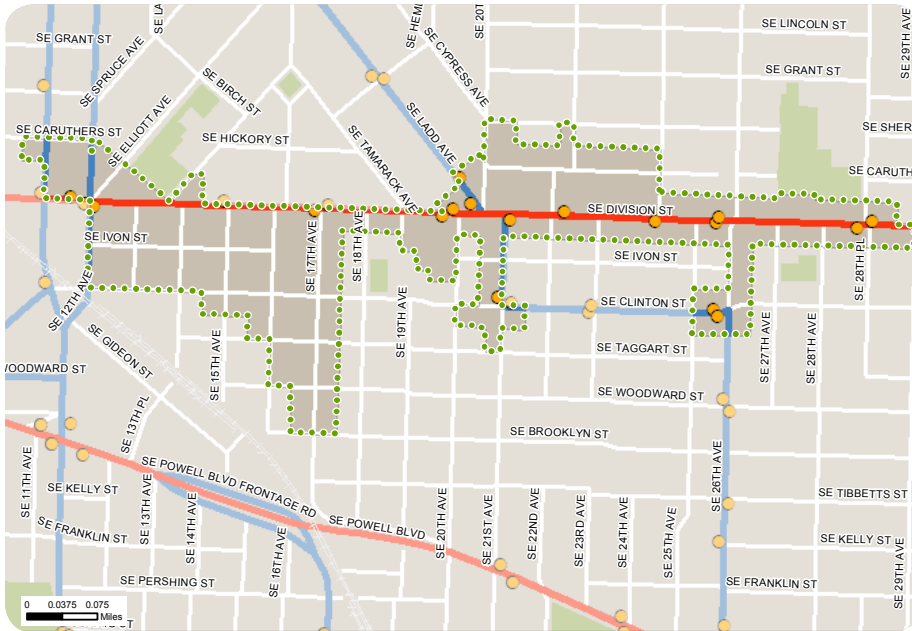 SE GRANT ST
SE SPRUCE AVE
SE LA
SE BIRCH ST
SE ELLIOTT AVE
SE CARUTHERS ST
SE HICKORY ST
SE TAMARACK AVE
SE LADD AVE
SE HEM
SE CYPRESS AVE
SE 20T
SE LINCOLN ST
SE GRANT ST
SE 29TH AVE
SE SHER
SE CARUTH
SE DIVISION ST
SE IVON ST
SE 17TH AVE
SE 18TH AVE
SE IVON ST
SE 28TH PL
SE 12TH AVE
SE CLINTON ST
SE GIDEON ST
SE 15TH AVE
SE 19TH AVE
SE TAGGART ST
SE 27TH AVE
SE 28TH AVE
WOODWARD ST
SE WOODWARD ST
SE 13TH PL
SE BROOKLYN ST
SE 26TH AVE
SE 11TH AVE
SE KELLY ST
SE 13TH AVE
SE 14TH AVE
SE POWELL BLVD FRONTAGE RD
SE POWELL BLVD
SE 20TH AVE
SE 21ST AVE
SE 22ND AVE
SE 23RD AVE
SE 24TH AVE
SE 25TH AVE
SE TIBBETTS ST
SE FRANKLIN ST
SE 16TH AVE
SE KELLY ST
SE PERSHING ST
SE FRANKLIN ST
SE 29TH AVE
0 0.0375 0.075
Miles